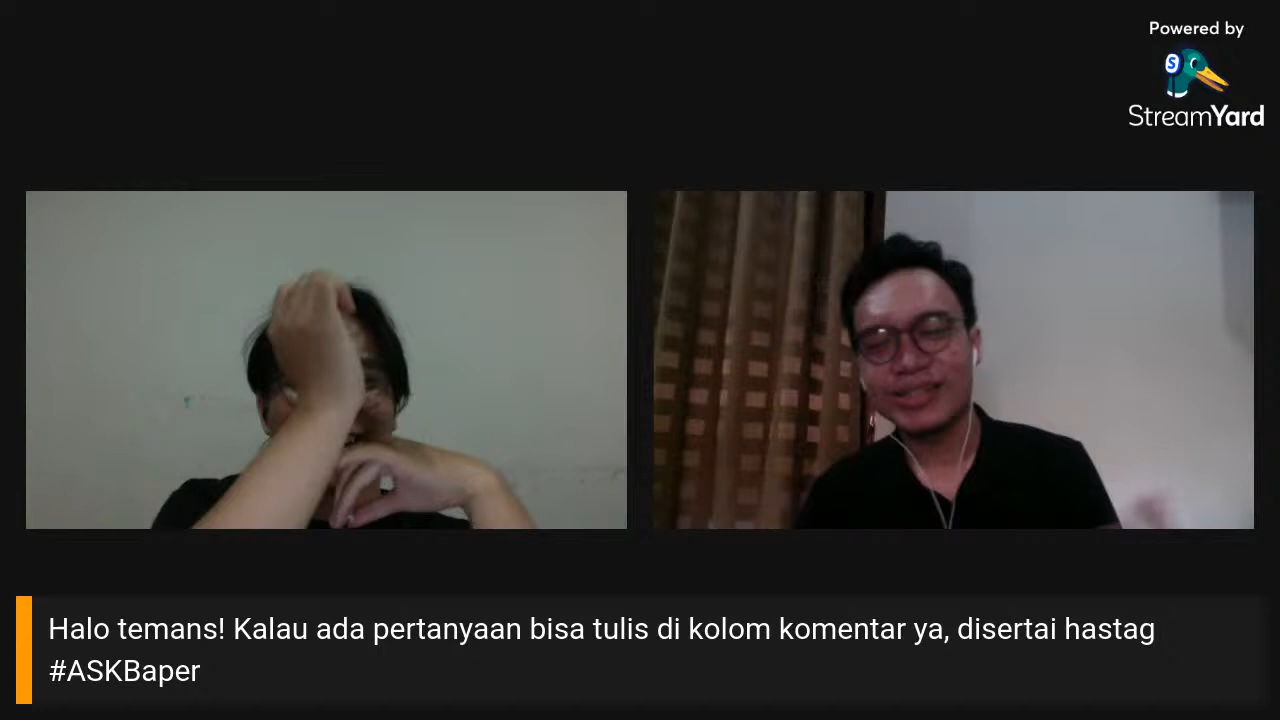 Powered by
S
StreamYard
Halo temans! Kalau ada pertanyaan bisa tulis di kolom komentar ya, disertai hastag
#ASKBaper